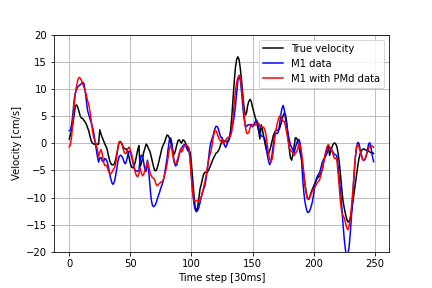 20
15
10
5
0
−5
−10
−15
−20
Velocity [cm/s]
True velocity
M1 data
M1 with PMd data
0 50 100 150 200 250
Time step [30ms]